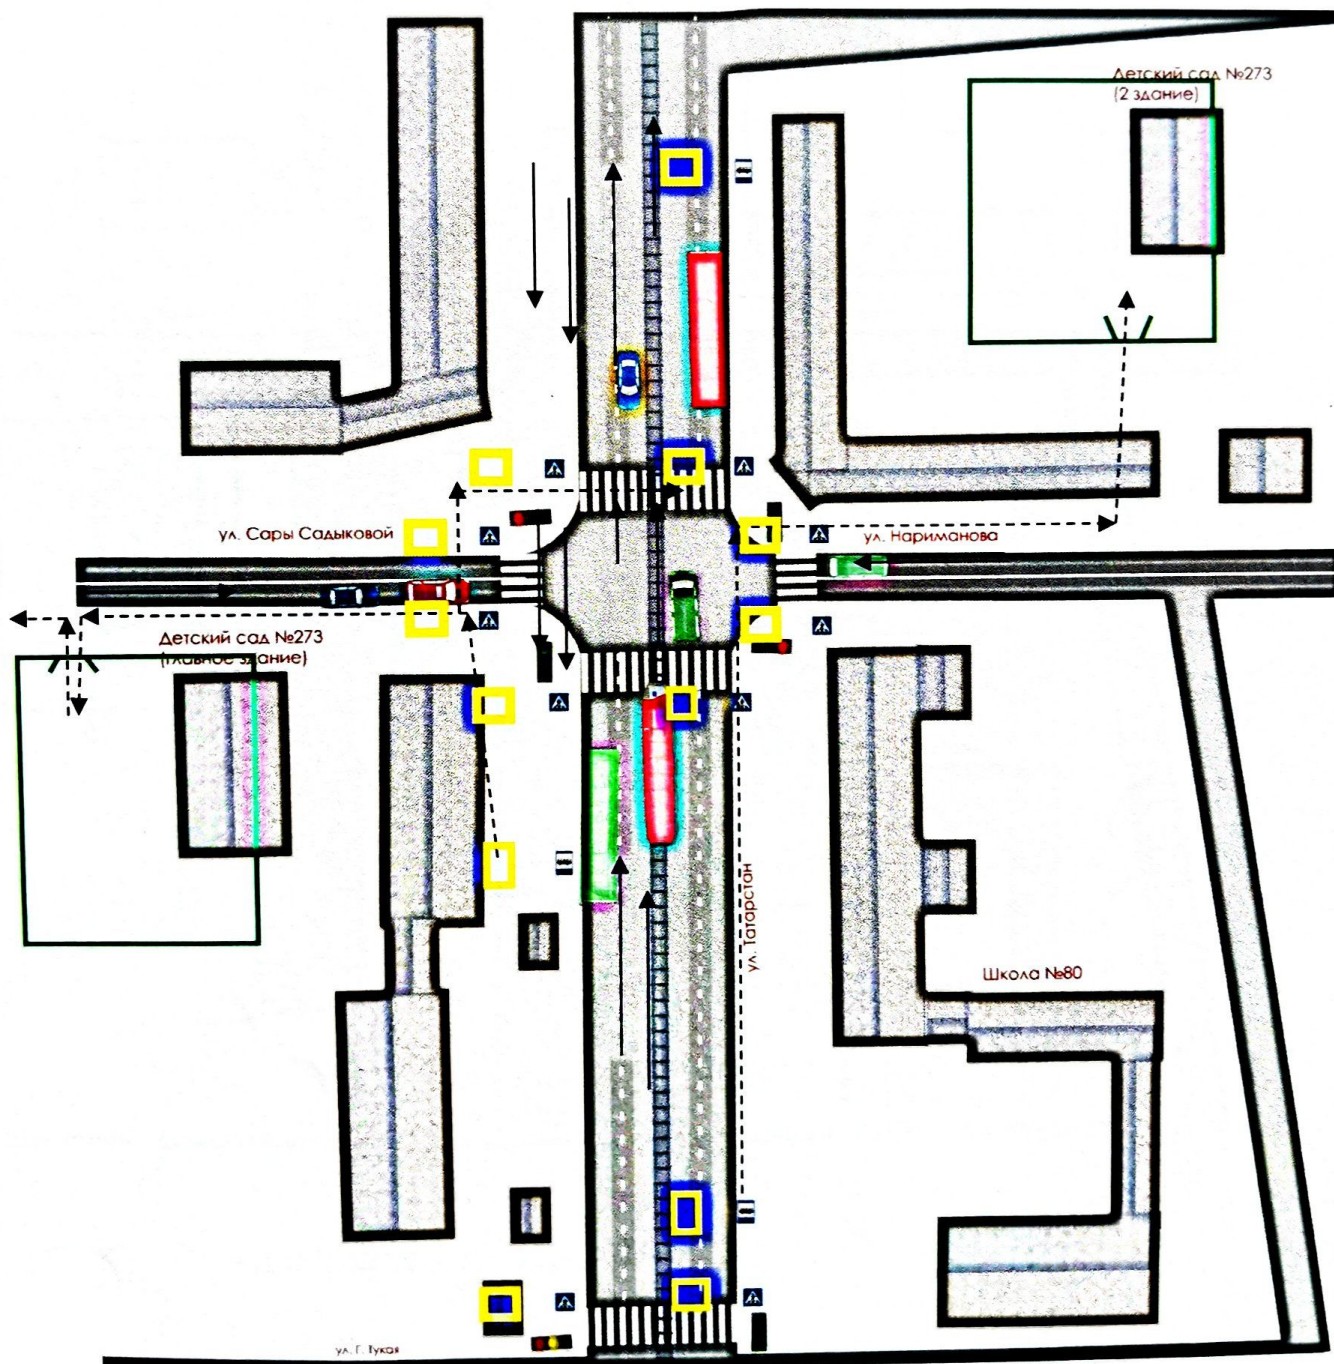 Детский сад №273
(2 здание)
ул. Сары Садыковой
ул. Нариманова
Детский сад №273
(главное здание)
ул. Татарстан
Школа №80
ул. Г. Тукая